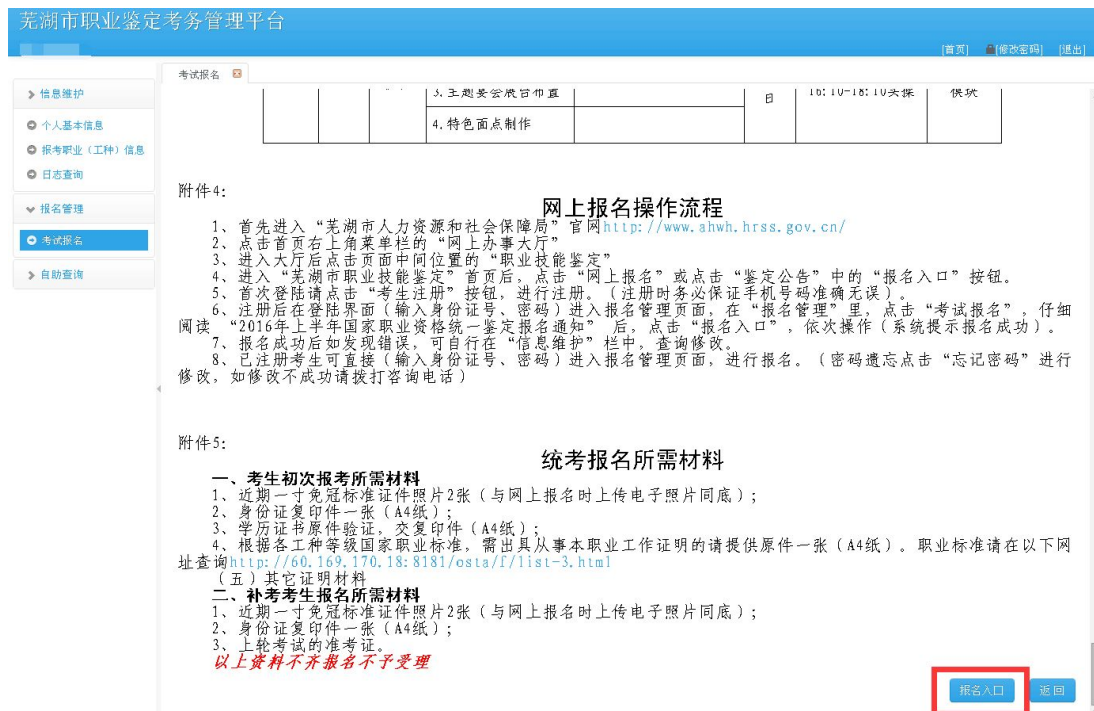 芜湖市职业鉴定考务管理平台
[首页] [修改密码] [退出]
考试报名
信息维护
个人基本信息
报考职业（工种）信息
日志查询
报名管理
考试报名
自助查询
3.主题宴会展台布置
日
16:10-18:10实操
模块
4.特色面点制作
附件4:
网上报名操作流程
1、首先进入“芜湖市人力资源和社会保障局”官网http://www.ahwh.hrss.gov.cn/
2、点击首页右上角菜单栏的“网上办事大厅”
3、进入大厅后点击页面中间位置的“职业技能鉴定”
4、进入“芜湖市职业技能鉴定”首页后，点击“网上报名”或点击“鉴定公告”中的“报名入口”按钮。
5、首次登陆请点击“考生注册”按钮，进行注册。（注册时务必保证手机号码准确无误）。
6、注册后在登陆界面（输入身份证号、密码）进入报名管理页面，在“报名管理”里，点击“考试报名”，仔细
阅读 “2016年上半年国家职业资格统一鉴定报名通知” 后，点击“报名入口”，依次操作（系统提示报名成功）。
7、报名成功后如发现错误，可自行在“信息维护”栏中，查询修改。
8、已注册考生可直接（输入身份证号、密码）进入报名管理页面，进行报名。（密码遗忘点击“忘记密码”进行
修改，如修改不成功请拨打咨询电话）
附件5:
统考报名所需材料
一、考生初次报考所需材料
1、近期一寸免冠标准证件照片2张（与网上报名时上传电子照片同底）；
2、身份证复印件一张（A4纸）；
3、学历证书原件验证，交复印件（A4纸）；
4、根据各工种等级国家职业标准，需出具从事本职业工作证明的请提供原件一张（A4纸）。职业标准请在以下网
址查询http://60.169.170.18:8181/osta/f/list-3.html
（五）其它证明材料
二、补考考生报名所需材料
1、近期一寸免冠标准证件照片2张（与网上报名时上传电子照片同底）；
2、身份证复印件一张（A4纸）；
3、上轮考试的准考证。
以上资料不齐报名不予受理
报名入口
返回